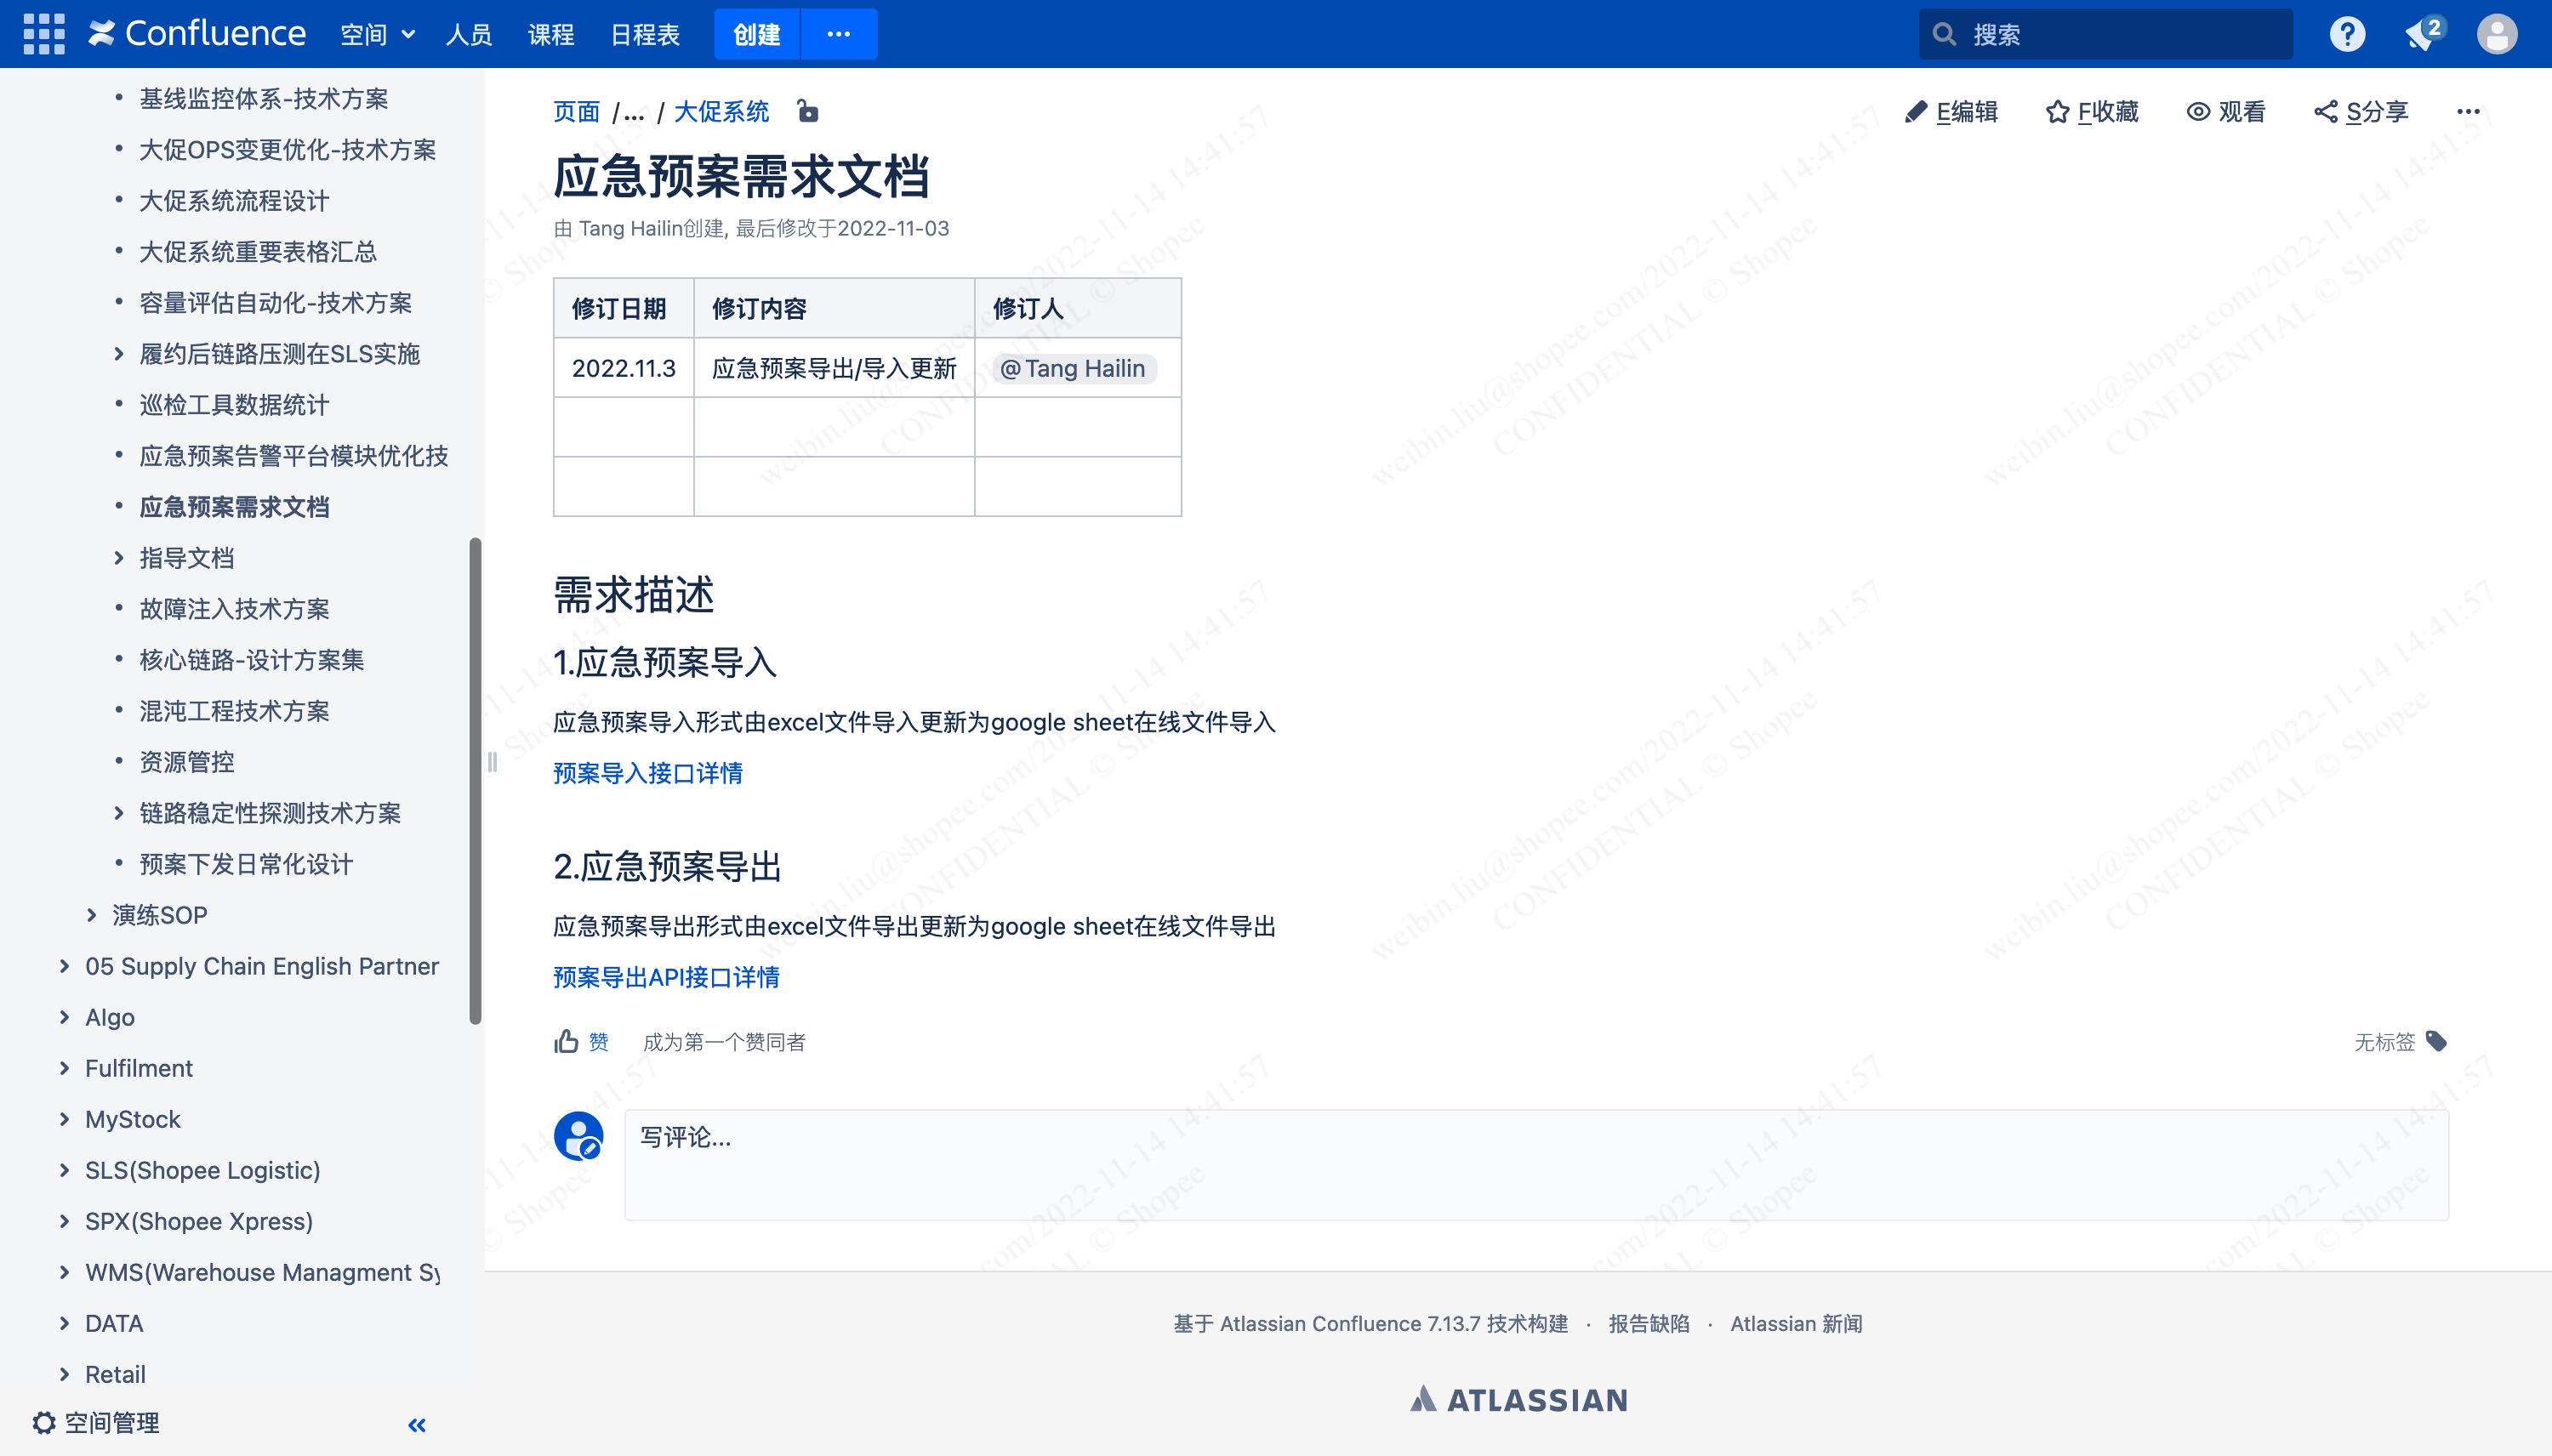 Confluence
空间
人员
课程
日程表
创建
搜索
2
基线监控体系-技术方案
大促OPS变更优化-技术方案
大促系统流程设计
大促系统重要表格汇总
容量评估自动化-技术方案
履约后链路压测在SLS实施
巡检工具数据统计
应急预案告警平台模块优化技
应急预案需求文档
指导文档
故障注入技术方案
核心链路-设计方案集
混沌工程技术方案
资源管控
链路稳定性探测技术方案
预案下发日常化设计
演练SOP
05 Supply Chain English Partner
Algo
Fulfilment
MyStock
SLS(Shopee Logistic)
SPX(Shopee Xpress)
WMS(Warehouse Managment Sy
DATA
Retail
空间管理
页面 /... / 大促系统
E编辑
F收藏
观看
S分享
应急预案需求文档
由 Tang Hailin创建, 最后修改于2022-11-03
修订日期 修订内容 修订人
2022.11.3 应急预案导出/导入更新 @Tang Hailin
需求描述
1.应急预案导入
应急预案导入形式由excel文件导入更新为google sheet在线文件导入
预案导入接口详情
2.应急预案导出
应急预案导出形式由excel文件导出更新为google sheet在线文件导出
预案导出API接口详情
赞 成为第一个赞同者
无标签
写评论...
基于 Atlassian Confluence 7.13.7 技术构建 · 报告缺陷 · Atlassian 新闻
ATLASSIAN
weibin.liu@shopee.com/2022-11-14 14:41:57
CONFIDENTIAL © Shopee